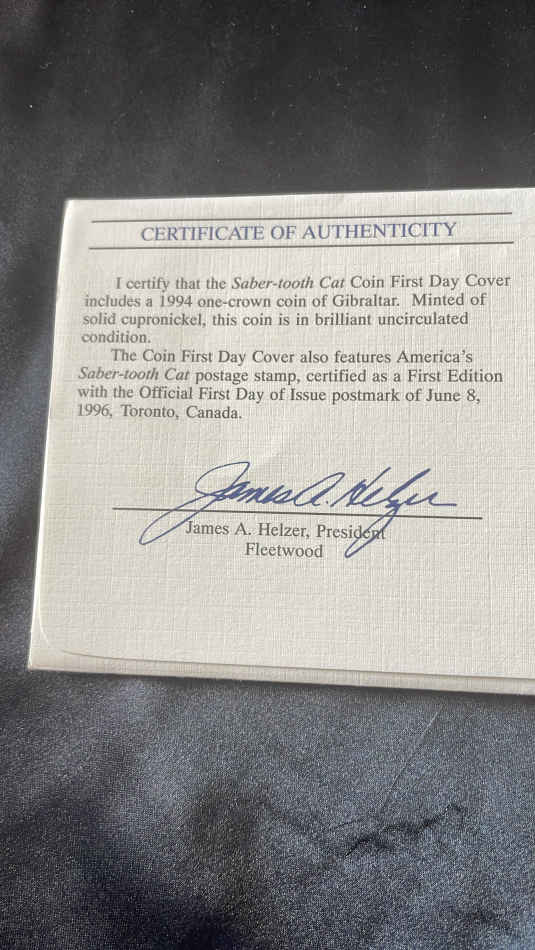 CERTIFICATE OF AUTHENTICITY
I certify that the Saber-tooth Cat Coin First Day Cover
includes a 1994 one-crown coin of Gibraltar. Minted of
solid cupronickel, this coin is in brilliant uncirculated
condition.
The Coin First Day Cover also features America's
Saber-tooth Cat postage stamp, certified as a First Edition
with the Official First Day of Issue postmark of June 8,
1996, Toronto, Canada.
James A. Helzer
James A. Helzer, President
Fleetwood